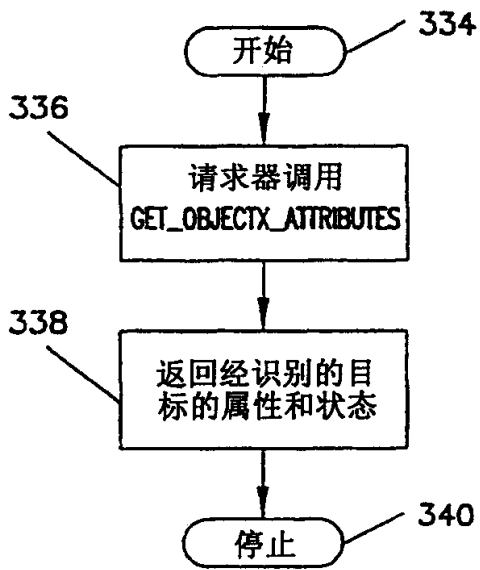 334
开始
336
请求器调用
GET_OBJECTX_ATTRIBUTES
338
返回经识别的目
标的属性和状态
340
停止